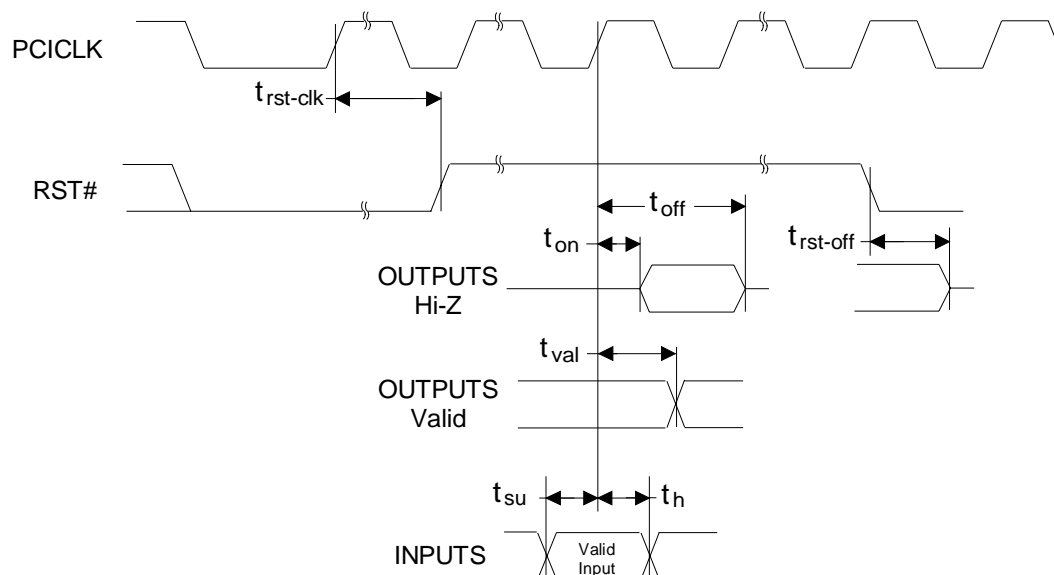 PCICLK
trst-clk
RST#
toff
ton
trst-off
OUTPUTS
Hi-Z
tval
OUTPUTS
Valid
tsu
th
INPUTS
Valid
Input